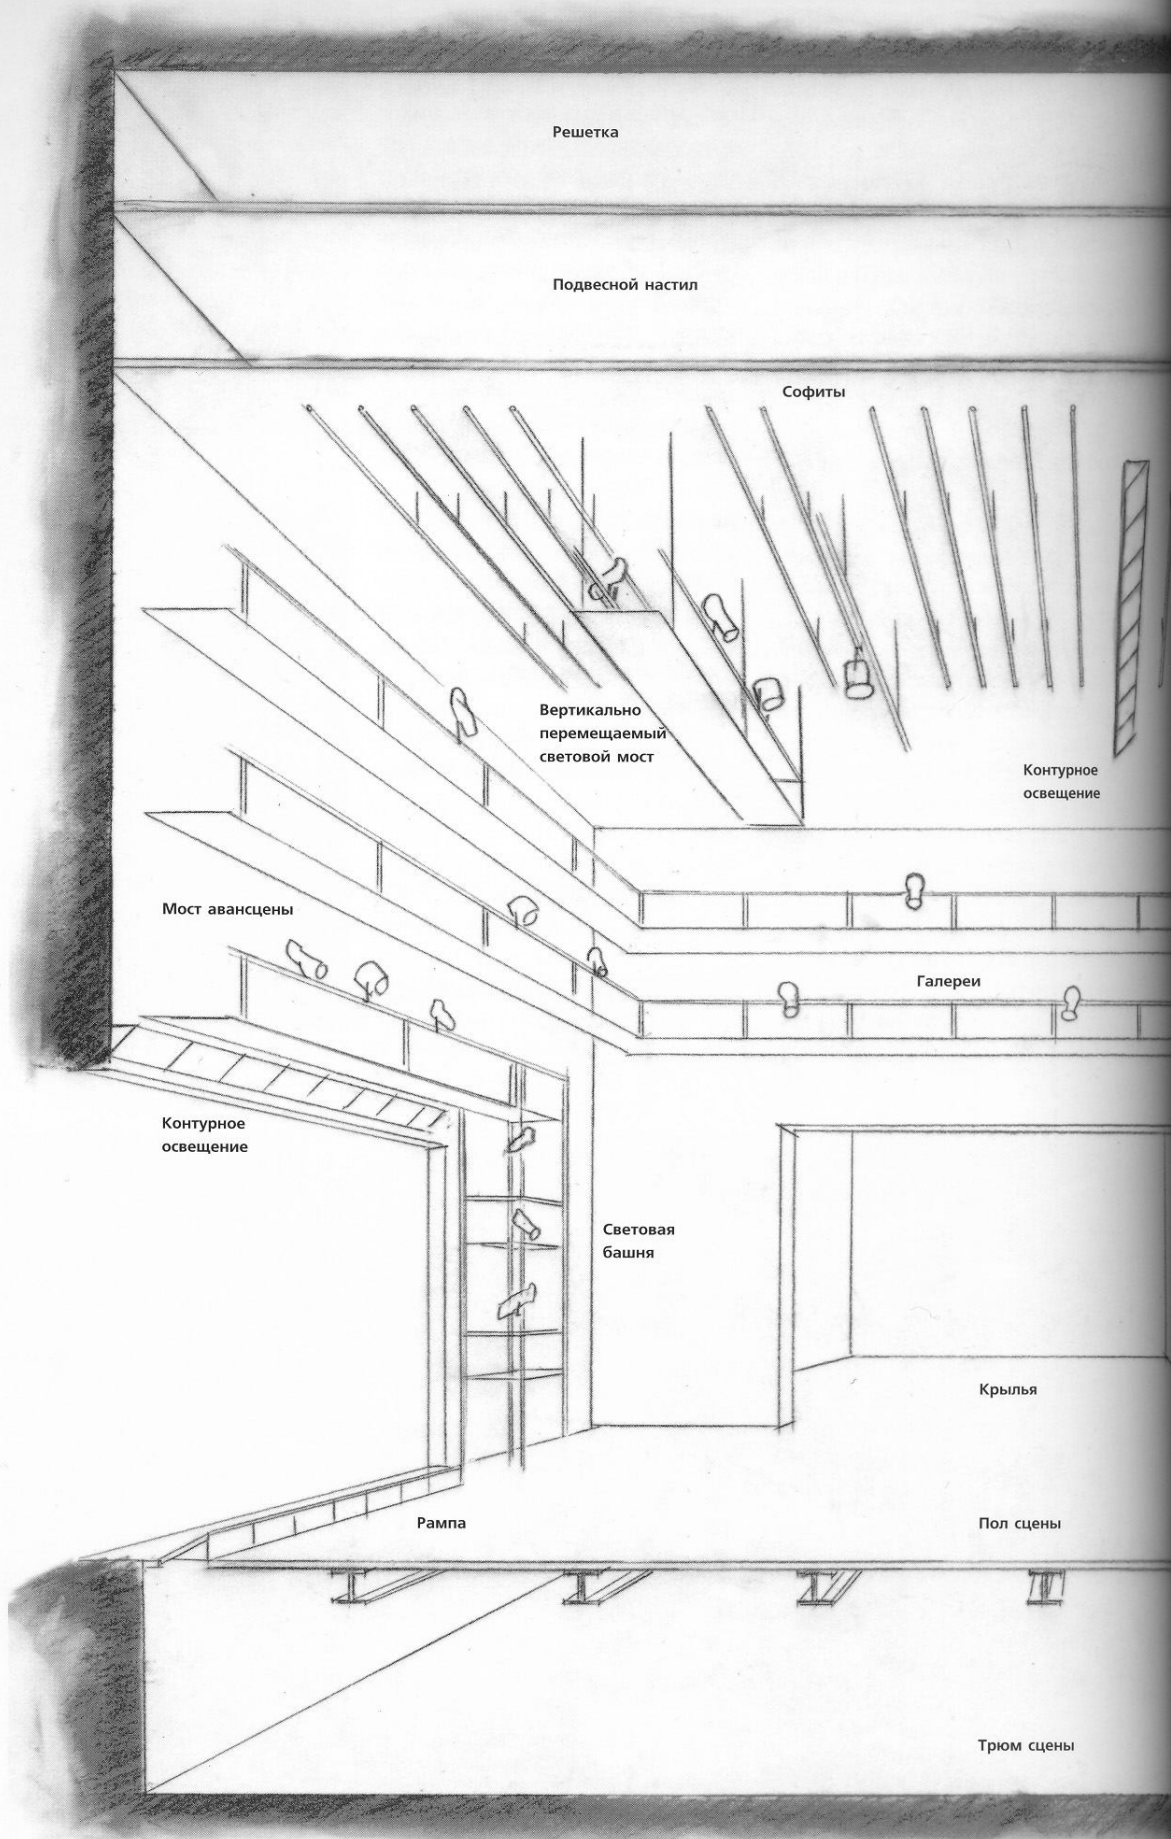 Решетка
Подвесной настил
Софиты
Вертикально
перемещаемый
световой мост
Контурное
освещение
Мост авансцены
Галереи
Контурное
освещение
Световая
башня
Крылья
Рампа
Пол сцены
Трюм сцены